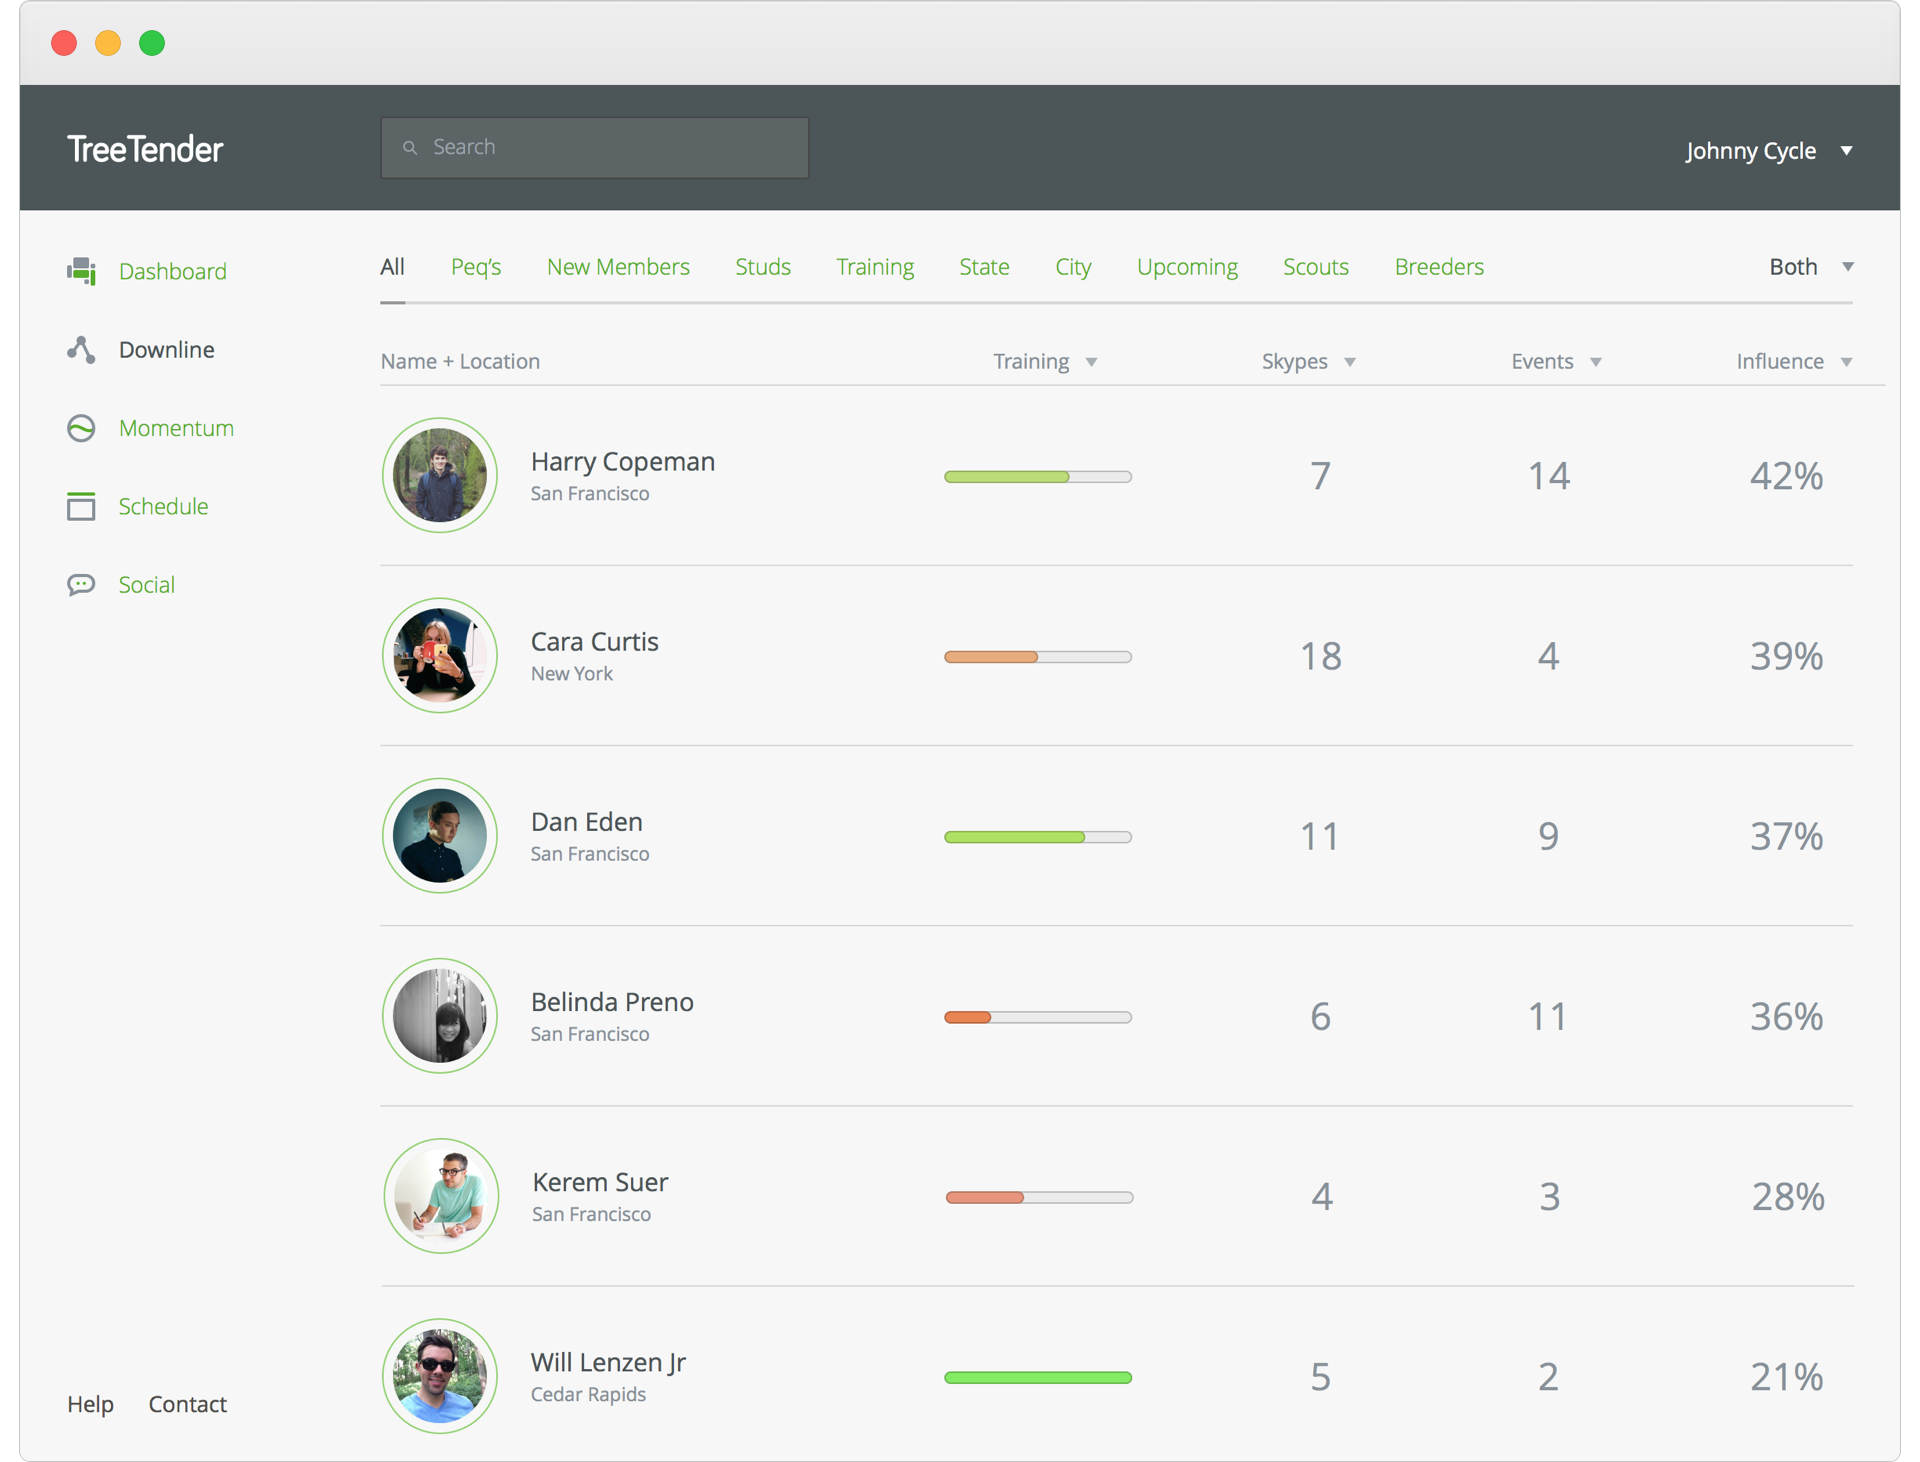 TreeTender
Search
Johnny Cycle
Dashboard
Downline
Momentum
Schedule
Social
Help Contact
All Peq's New Members Studs Training State City Upcoming Scouts Breeders Both
Name + Location Training Skypes Events Influence
Harry Copeman
San Francisco
7 14 42%
Cara Curtis
New York
18 4 39%
Dan Eden
San Francisco
11 9 37%
Belinda Preno
San Francisco
6 11 36%
Kerem Suer
San Francisco
4 3 28%
Will Lenzen Jr
Cedar Rapids
5 2 21%